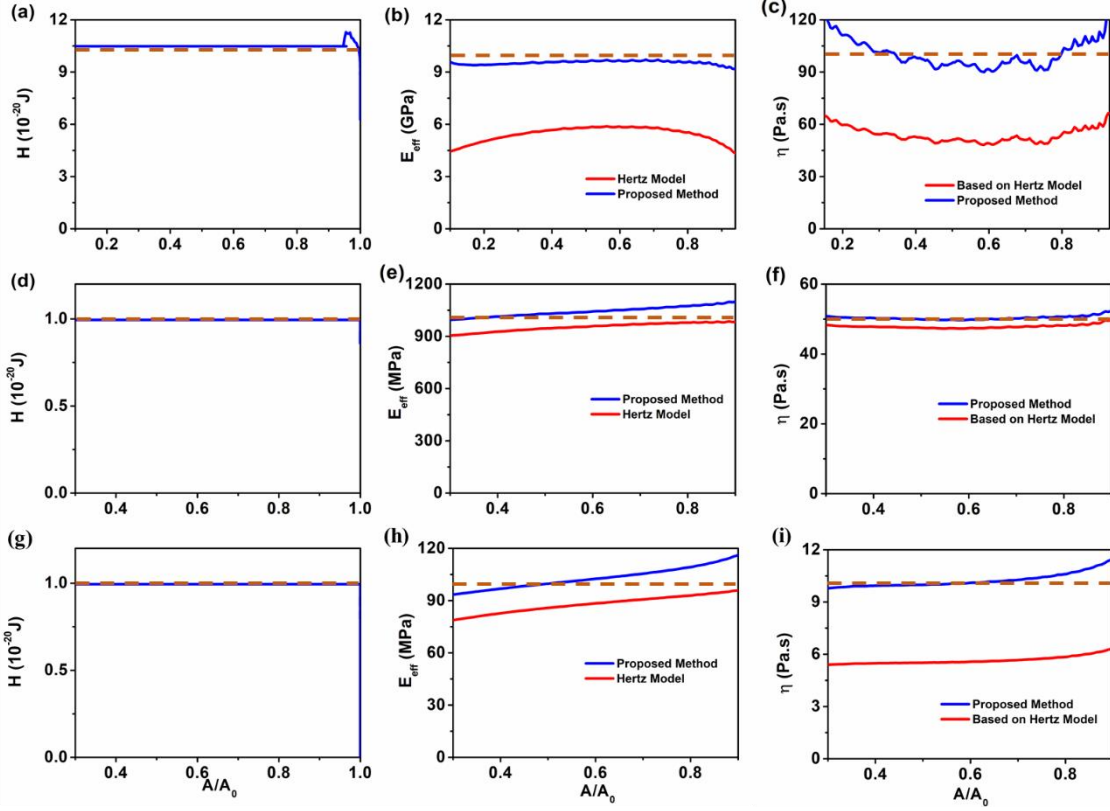 (a)
H (10⁻²⁰J)
15
12
9
6
3
0
0.2 0.4 0.6 0.8 1.0
(b)
E_eff (GPa)
12
9
6
3
0
0.2 0.4 0.6 0.8
Hertz Model
Proposed Method
(c)
η (Pa.s)
120
90
60
30
0
0.2 0.4 0.6 0.8
Based on Hertz Model
Proposed Method
(d)
H (10⁻²⁰J)
1.0
0.5
0.0
0.4 0.6 0.8 1.0
(e)
E_eff (MPa)
1200
900
600
300
0
0.4 0.6 0.8
Proposed Method
Hertz Model
(f)
η (Pa.s)
60
40
20
0
0.4 0.6 0.8
Proposed Method
Based on Hertz Model
(g)
H (10⁻²⁰J)
1.0
0.5
0.0
0.4 0.6 0.8 1.0
A/A₀
(h)
E_eff (MPa)
120
90
60
30
0
0.4 0.6 0.8
A/A₀
Proposed Method
Hertz Model
(i)
η (Pa.s)
12
9
6
3
0
0.4 0.6 0.8
A/A₀
Proposed Method
Based on Hertz Model